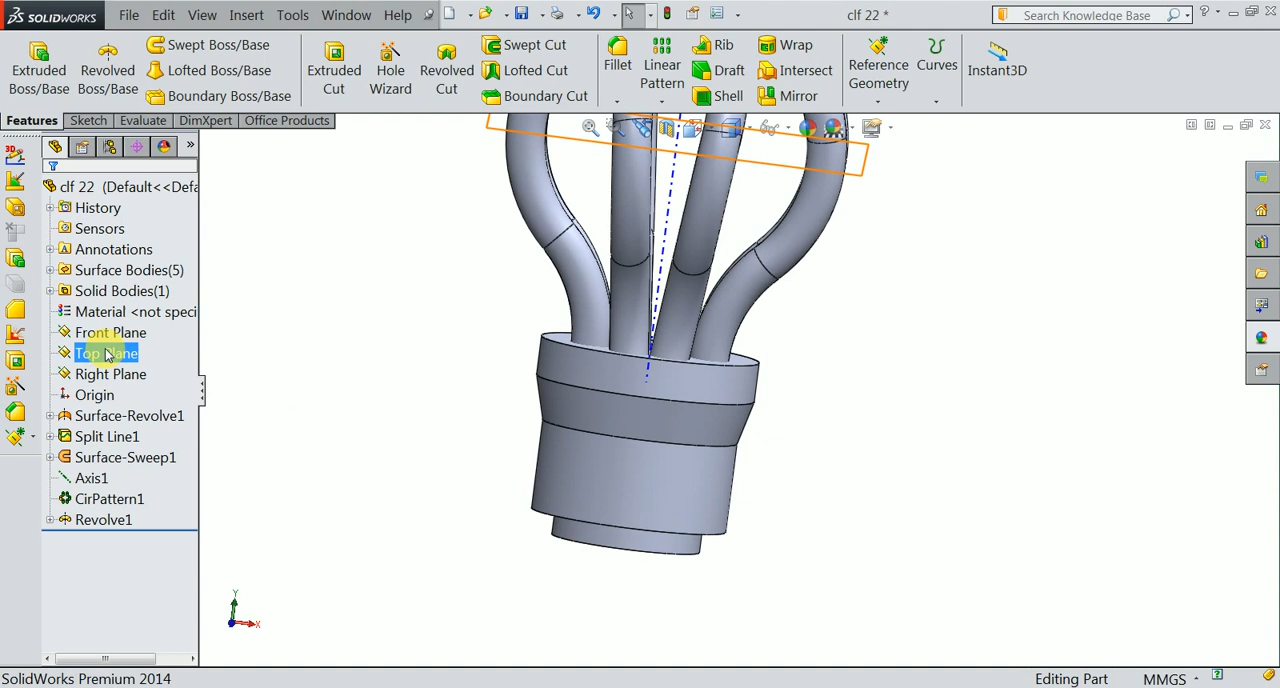 SOLIDWORKS File Edit View Insert Tools Window Help clf 22 * Search Knowledge Base
Extruded Boss/Base
Revolved Boss/Base
Swept Boss/Base
Lofted Boss/Base
Boundary Boss/Base
Extruded Cut
Hole Wizard
Revolved Cut
Swept Cut
Lofted Cut
Boundary Cut
Fillet
Linear Pattern
Rib
Draft
Shell
Wrap
Intersect
Mirror
Reference Geometry
Curves
Instant3D
Features Sketch Evaluate DimXpert Office Products
clf 22 (Default<<Defa
History
Sensors
Annotations
Surface Bodies(5)
Solid Bodies(1)
Material <not speci
Front Plane
Top Plane
Right Plane
Origin
Surface-Revolve1
Split Line1
Surface-Sweep1
Axis1
CirPattern1
Revolve1
Y
X
SolidWorks Premium 2014 Editing Part MMGS